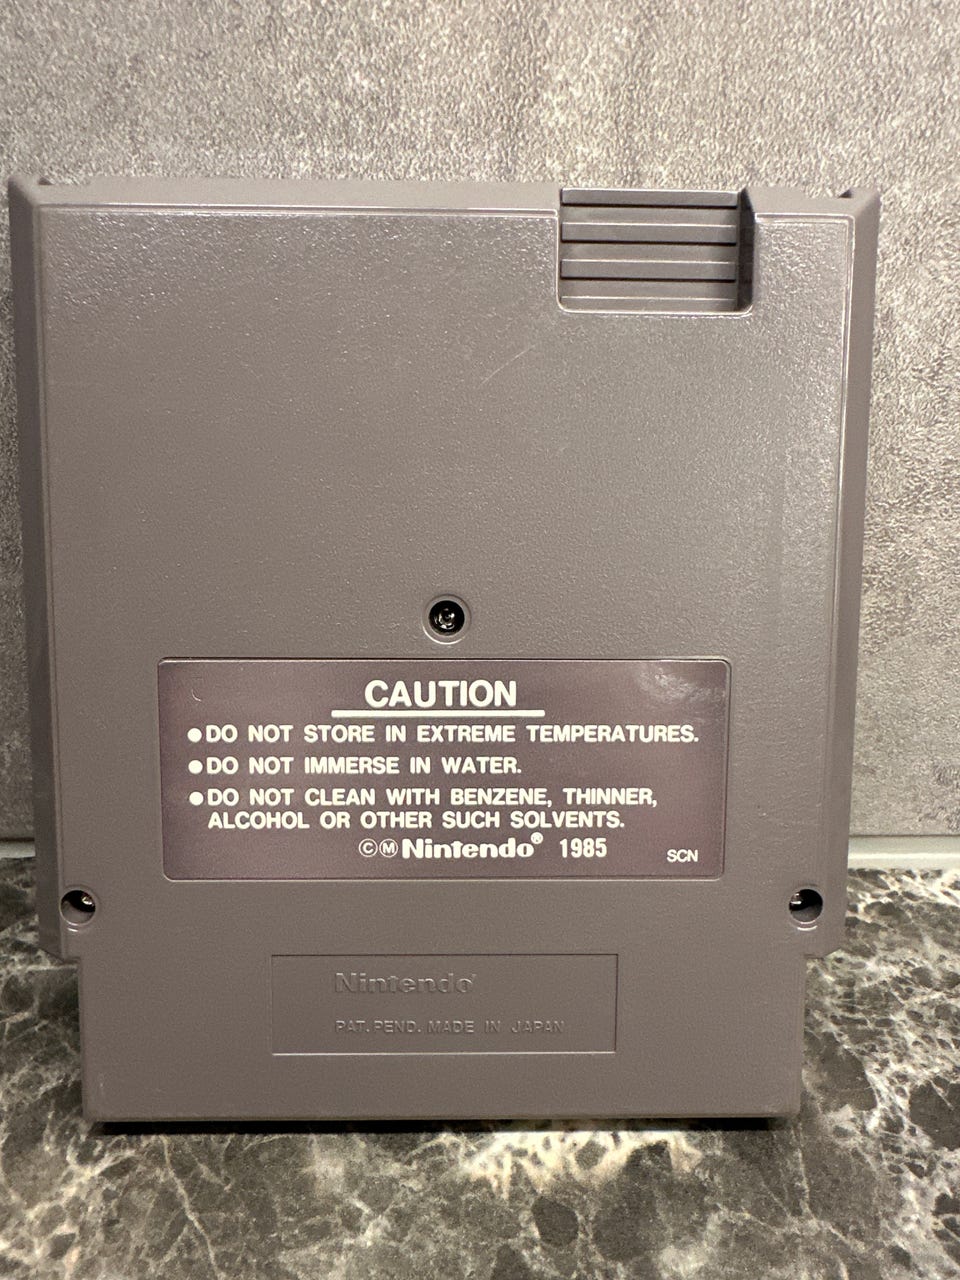 CAUTION
●DO NOT STORE IN EXTREME TEMPERATURES.
●DO NOT IMMERSE IN WATER.
●DO NOT CLEAN WITH BENZENE, THINNER,
ALCOHOL OR OTHER SUCH SOLVENTS.
©Ⓜ Nintendo® 1985
SCN
Nintendo®
PAT. PEND. MADE IN JAPAN